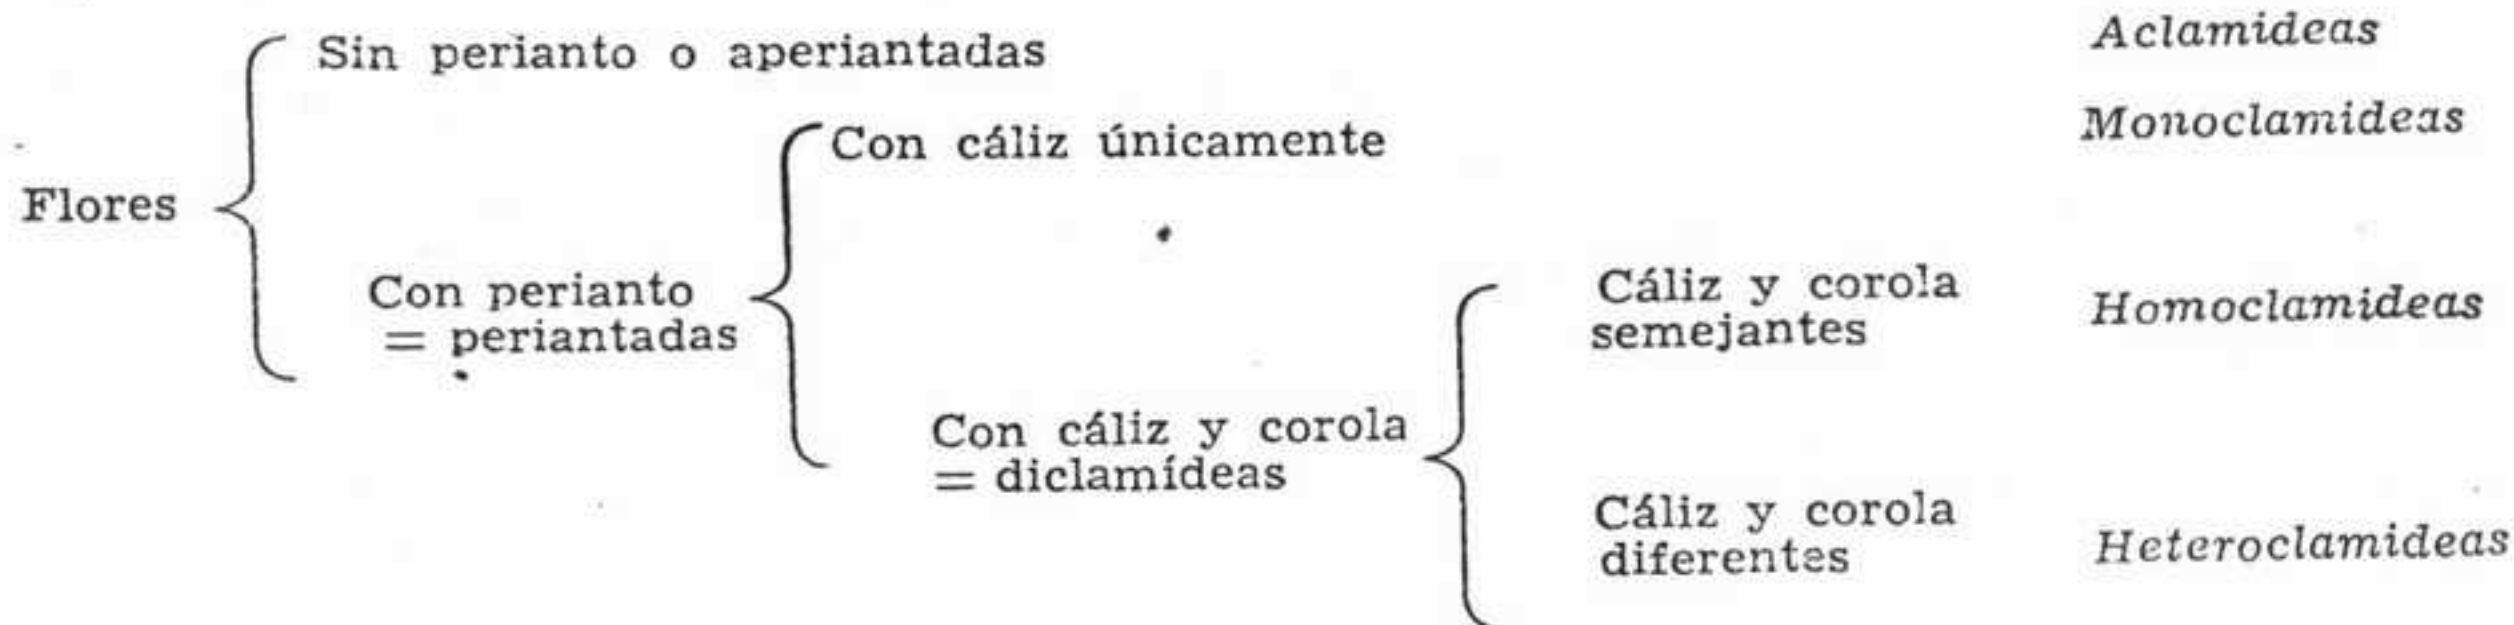 Sin perianto o aperiantadas
Aclamideas
Con cáliz únicamente
Monoclamideas
Flores
Con perianto
= periantadas
Cáliz y corola
semejantes
Homoclamideas
Con cáliz y corola
= diclamídeas
Cáliz y corola
diferentes
Heteroclamideas